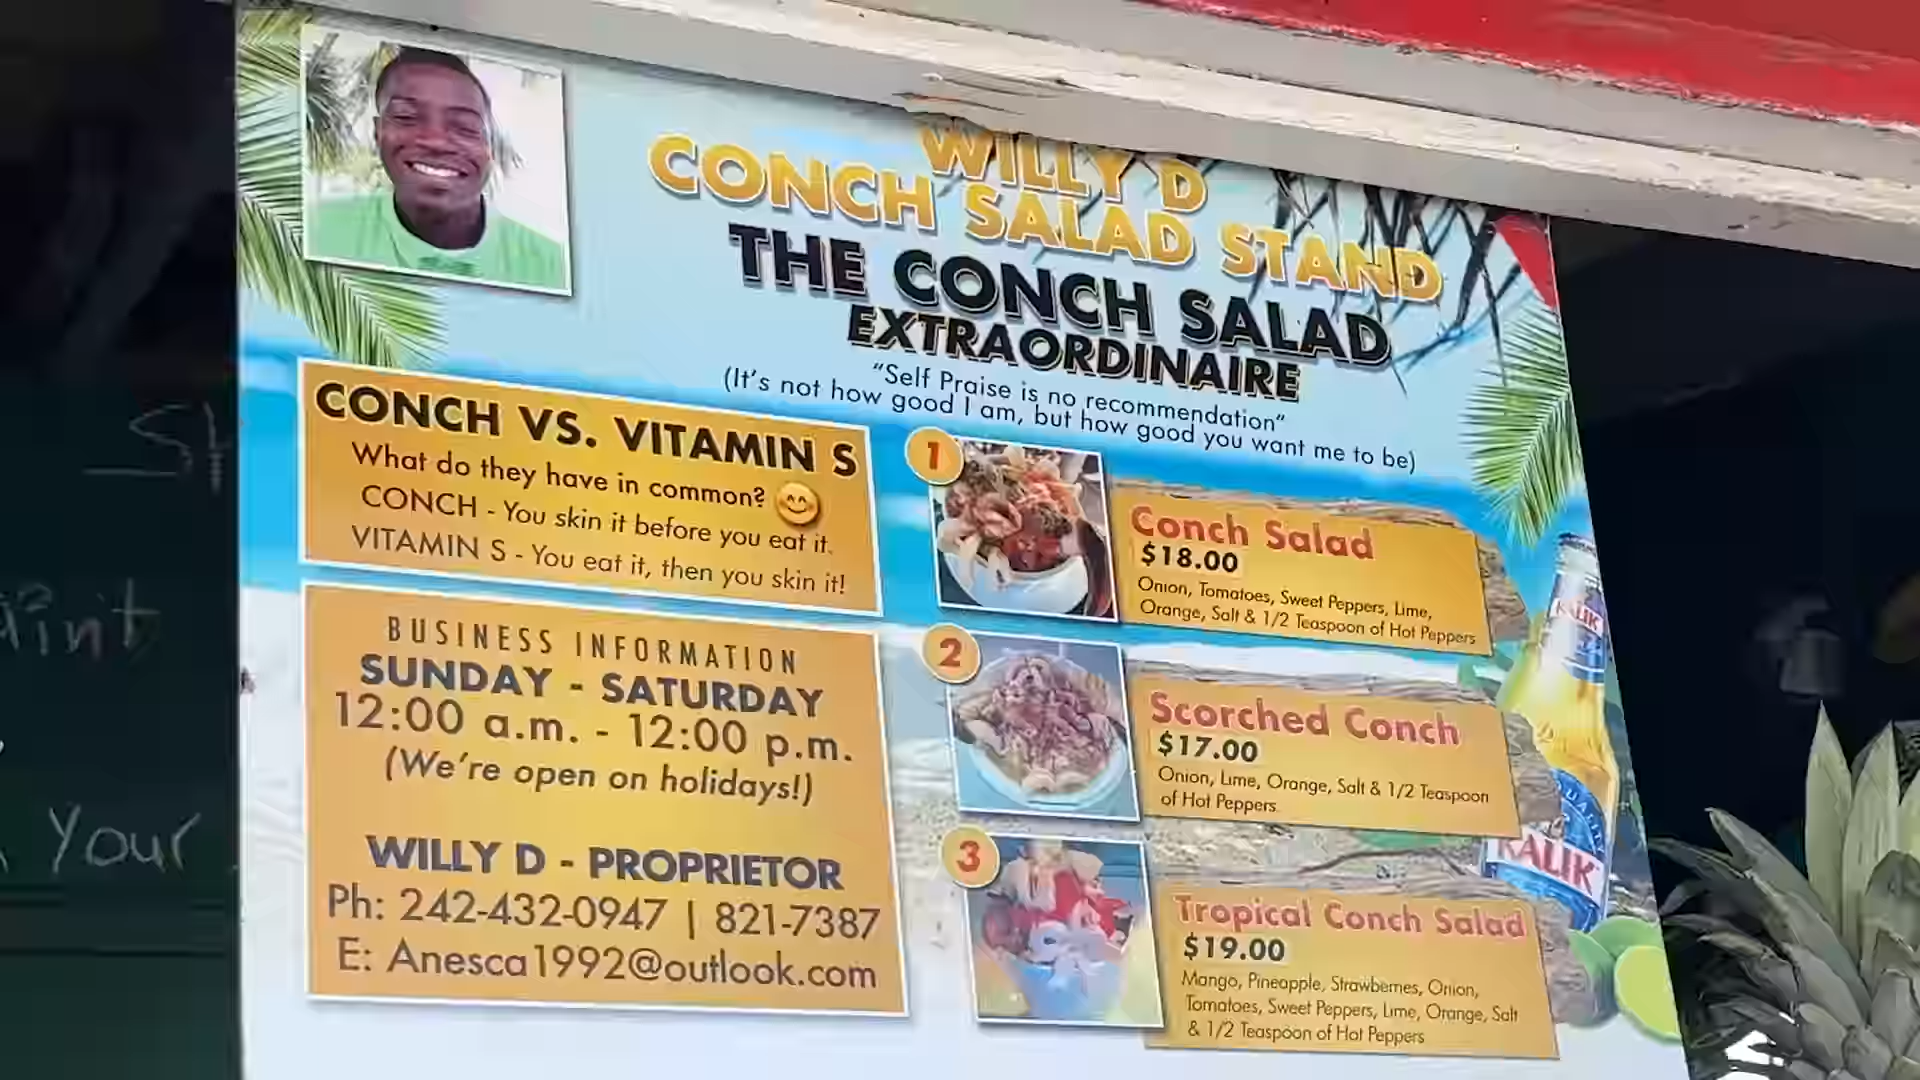 WILLY D
CONCH SALAD STAND
THE CONCH SALAD
EXTRAORDINAIRE
"Self Praise is no recommendation"
(It's not how good I am, but how good you want me to be)
CONCH VS. VITAMIN S
What do they have in common?
CONCH - You skin it before you eat it.
VITAMIN S - You eat it, then you skin it!
BUSINESS INFORMATION
SUNDAY - SATURDAY
12:00 a.m. - 12:00 p.m.
(We're open on holidays!)
WILLY D - PROPRIETOR
Ph: 242-432-0947 | 821-7387
E: Anesca1992@outlook.com
1
Conch Salad
$18.00
Onion, Tomatoes, Sweet Peppers, Lime,
Orange, Salt & 1/2 Teaspoon of Hot Peppers
2
Scorched Conch
$17.00
Onion, Lime, Orange, Salt & 1/2 Teaspoon
of Hot Peppers
3
Tropical Conch Salad
$19.00
Mango, Pineapple, Strawberries, Onion,
Tomatoes, Sweet Peppers, Lime, Orange, Salt
& 1/2 Teaspoon of Hot Peppers
KALIK
KALIK
Your